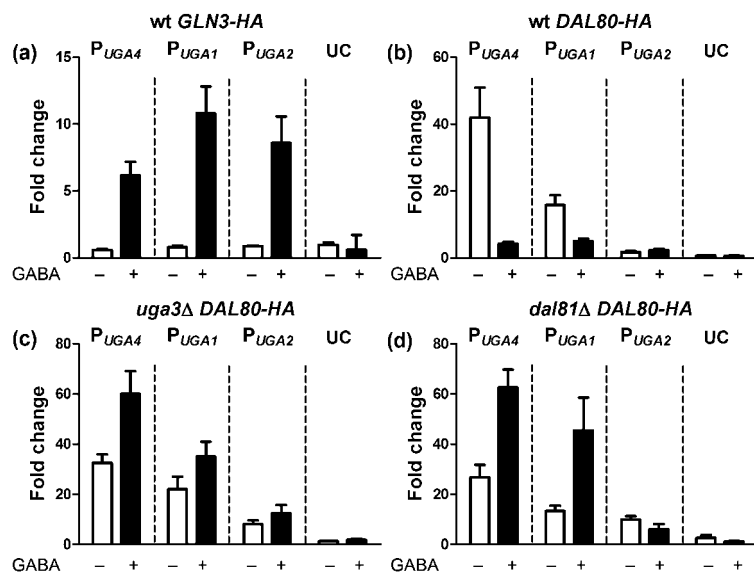 wt GLN3-HA
(a)
P_UGA4 P_UGA1 P_UGA2 UC
Fold change
15
10
5
0
GABA – + – + – + – +
wt DAL80-HA
(b)
P_UGA4 P_UGA1 P_UGA2 UC
Fold change
60
40
20
0
GABA – + – + – + – +
uga3Δ DAL80-HA
(c)
P_UGA4 P_UGA1 P_UGA2 UC
Fold change
80
60
40
20
0
GABA – + – + – + – +
dal81Δ DAL80-HA
(d)
P_UGA4 P_UGA1 P_UGA2 UC
Fold change
80
60
40
20
0
GABA – + – + – + – +